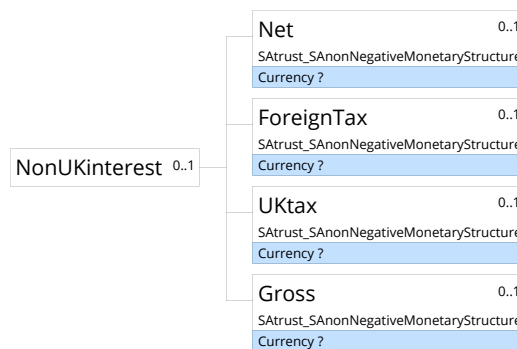 Net 0..1
SAtrust_SAnonNegativeMonetaryStructure
Currency ?
ForeignTax 0..1
SAtrust_SAnonNegativeMonetaryStructure
Currency ?
NonUKinterest 0..1
UKtax 0..1
SAtrust_SAnonNegativeMonetaryStructure
Currency ?
Gross 0..1
SAtrust_SAnonNegativeMonetaryStructure
Currency ?